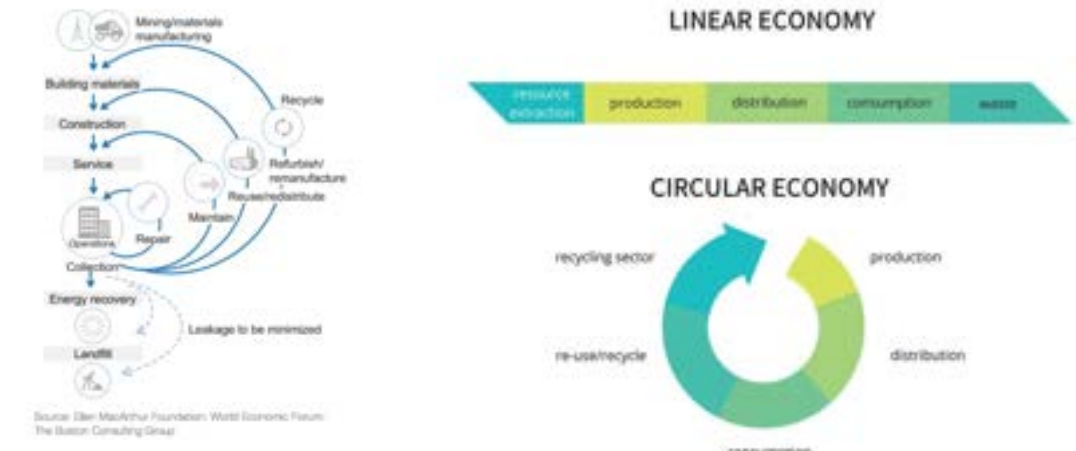 Mining/materials
manufacturing
Building materials
Recycle
Construction
Service
Refurbish/
remanufacture
Reuse/redistribute
Maintain
Operations
Repair
Collection
Energy recovery
Leakage to be minimized
Landfill
Source: Ellen MacArthur Foundation; World Economic Forum;
The Boston Consulting Group
LINEAR ECONOMY
resource
extraction
production
distribution
consumption
waste
CIRCULAR ECONOMY
recycling sector
production
re-use/recycle
distribution